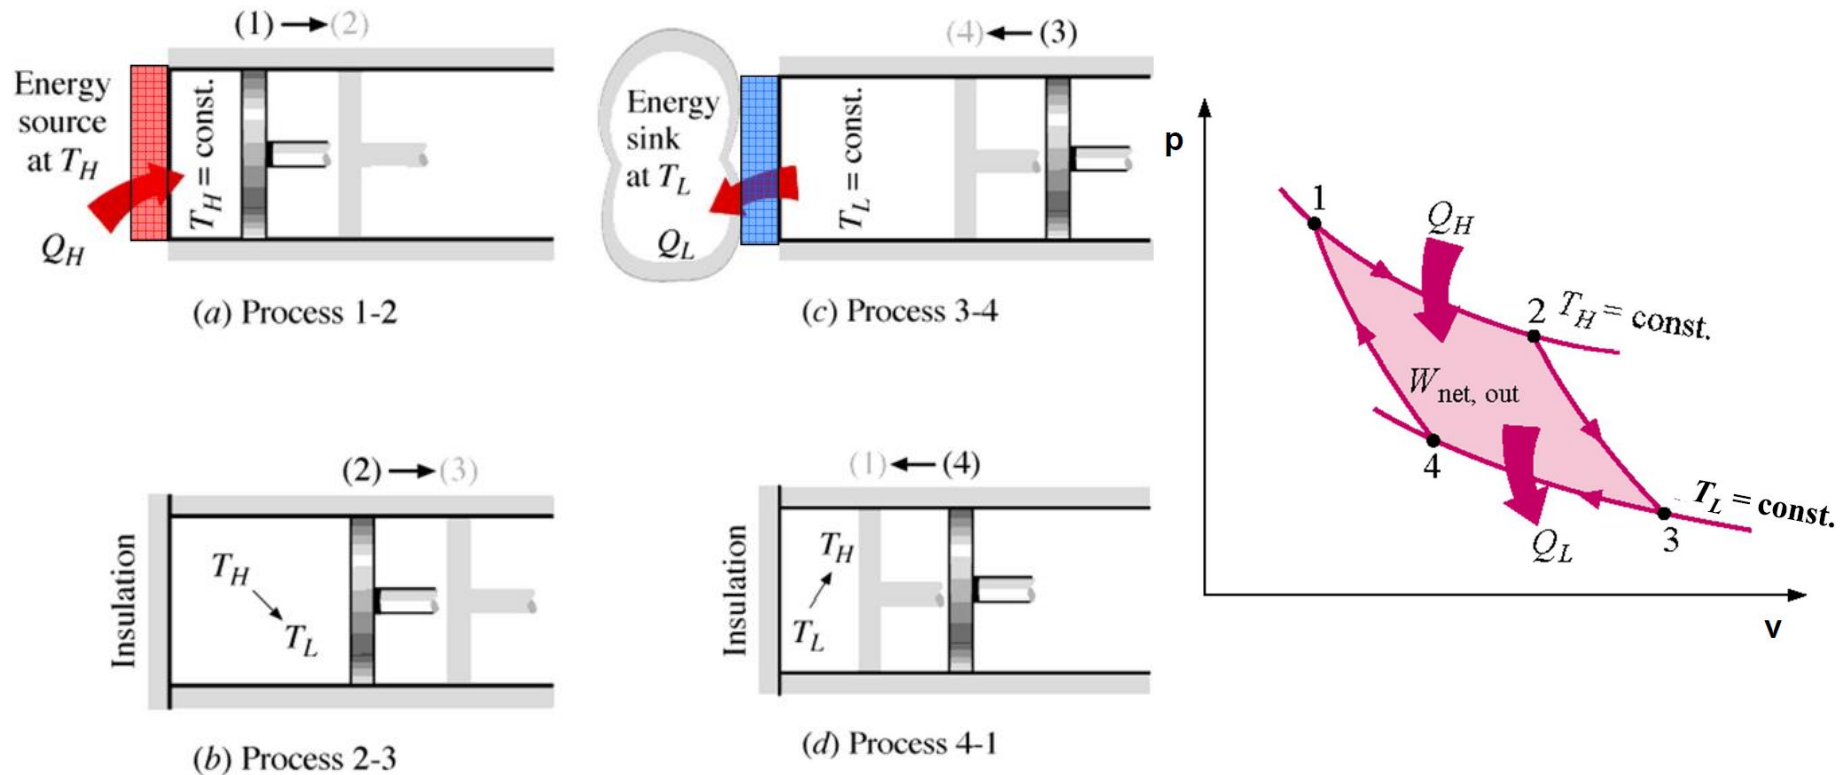 (1) → (2)
Energy
source
at T_H
T_H = const.
Q_H
(a) Process 1-2
(4) ← (3)
Energy
sink
at T_L
T_L = const.
Q_L
(c) Process 3-4
(2) → (3)
Insulation
T_H
T_L
(b) Process 2-3
(1) ← (4)
Insulation
T_H
T_L
(d) Process 4-1
p
1
Q_H
2
T_H = const.
W_net, out
4
T_L = const.
3
Q_L
v